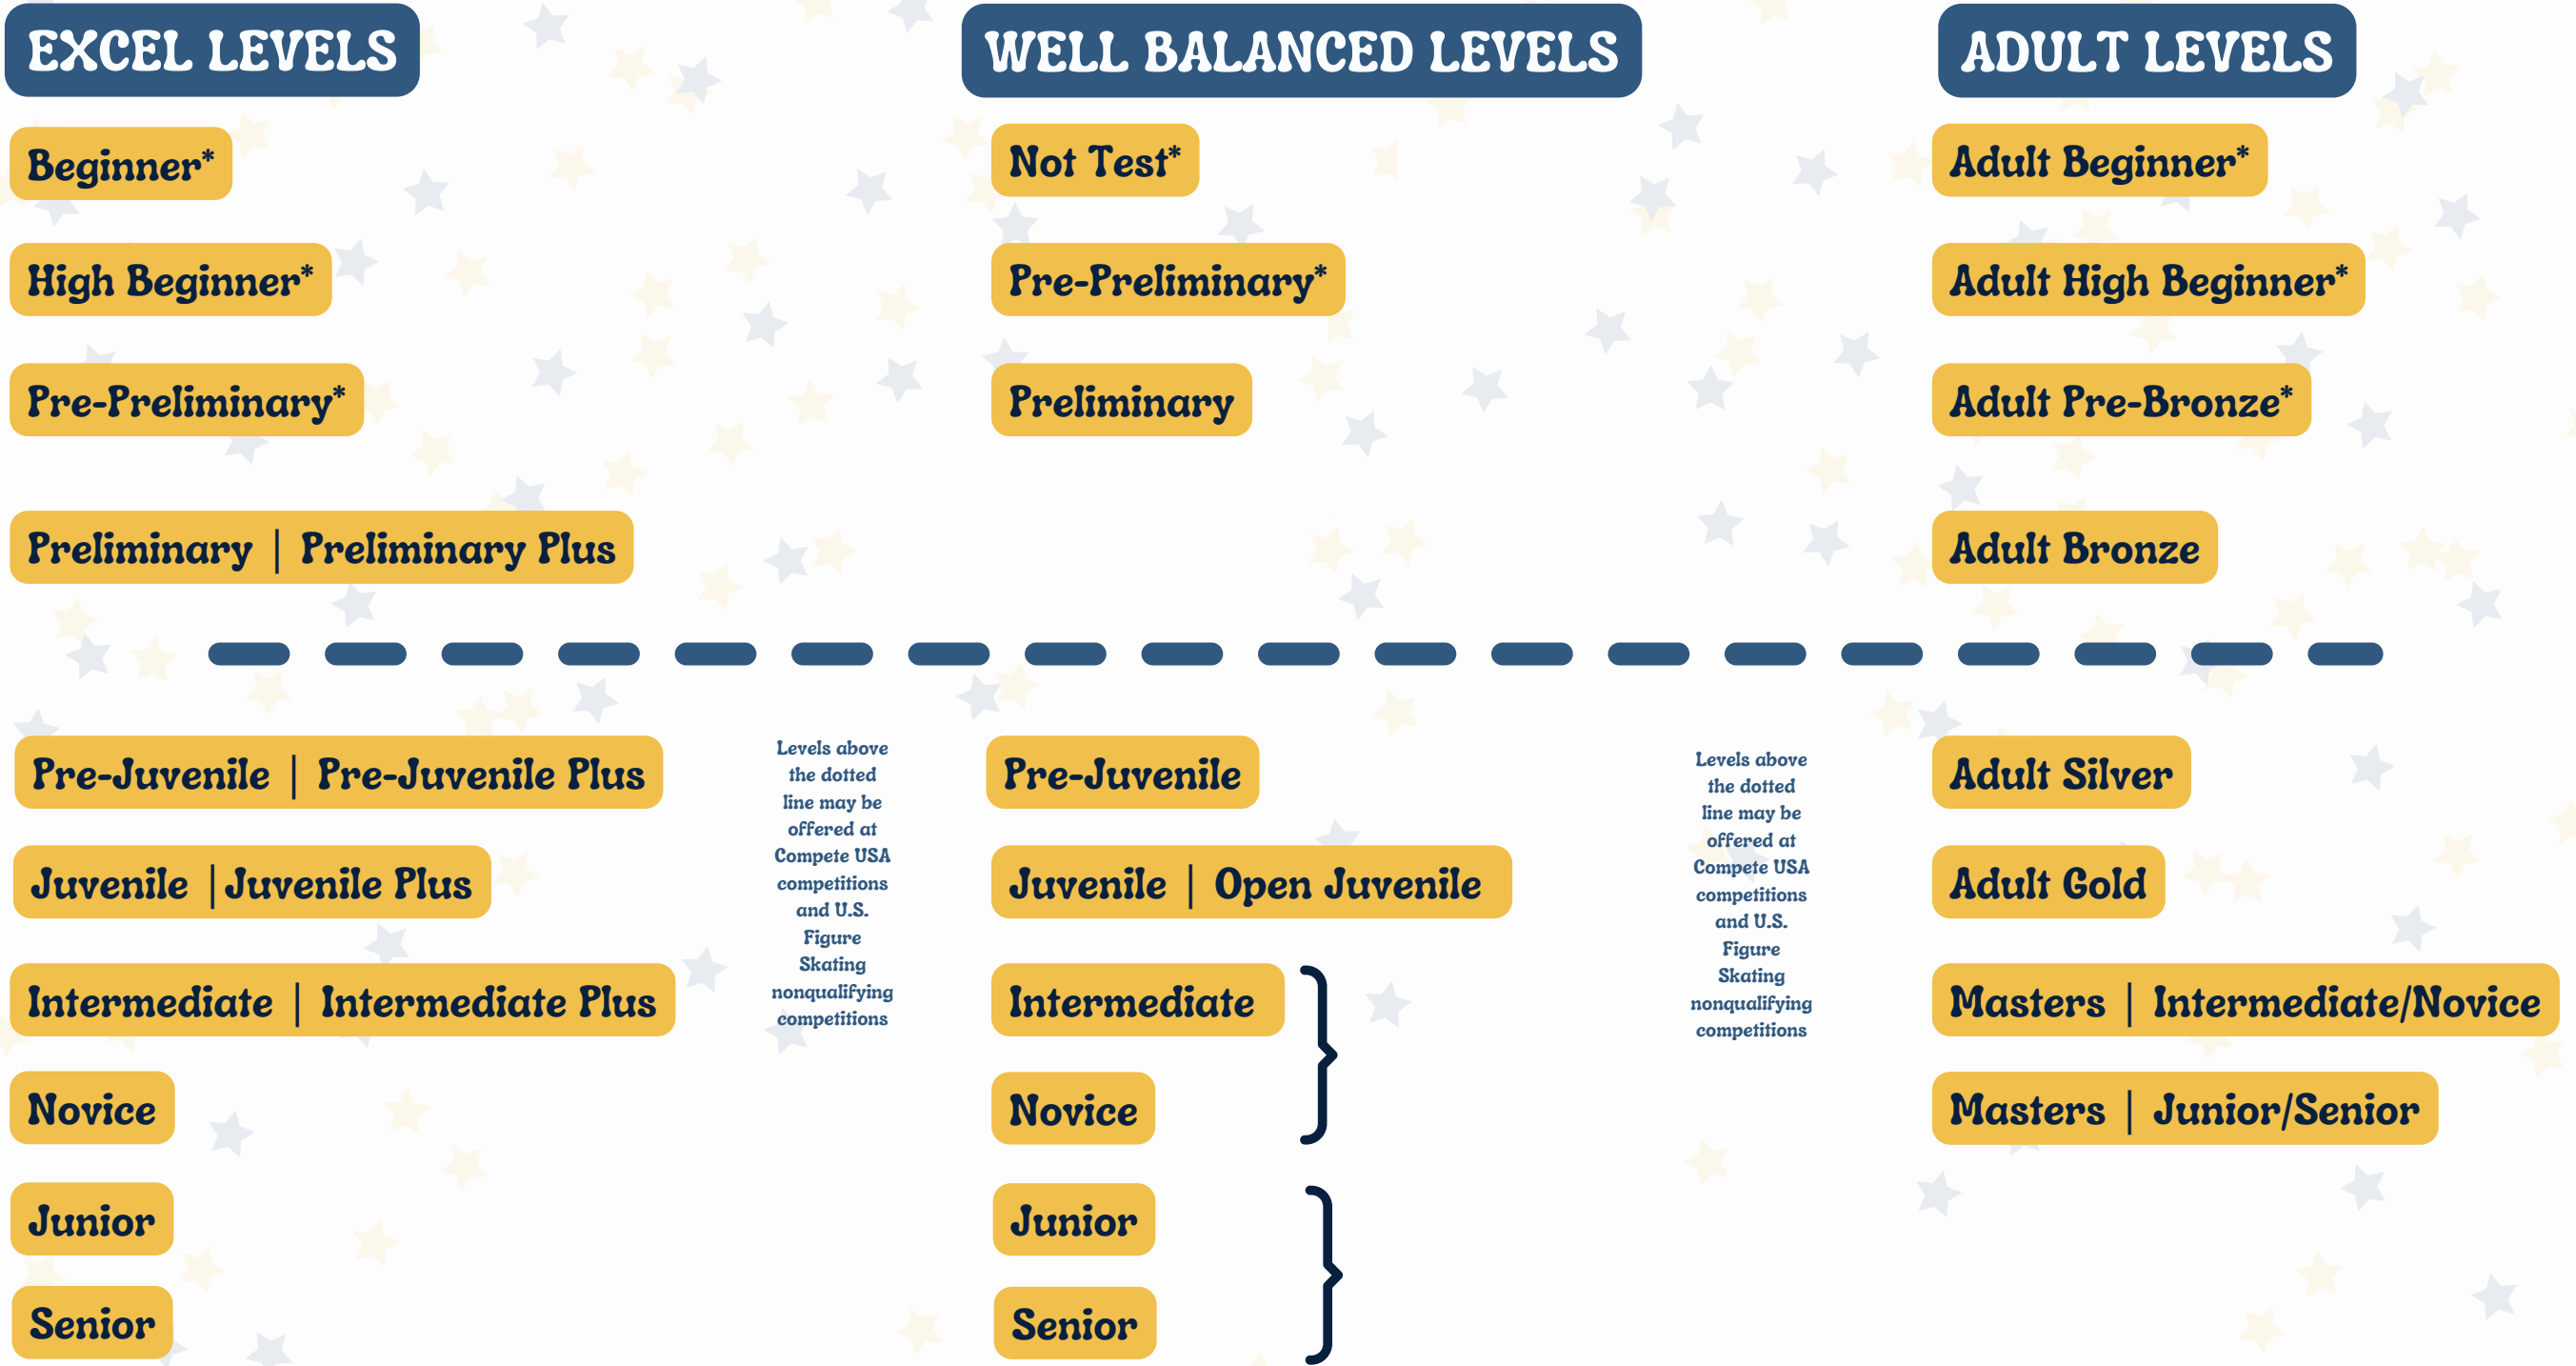 EXCEL LEVELS
Beginner*
High Beginner*
Pre-Preliminary*
Preliminary | Preliminary Plus
Pre-Juvenile | Pre-Juvenile Plus
Juvenile |Juvenile Plus
Intermediate | Intermediate Plus
Novice
Junior
Senior
Levels above
the dotted
line may be
offered at
Compete USA
competitions
and U.S.
Figure
Skating
nonqualifying
competitions
WELL BALANCED LEVELS
Not Test*
Pre-Preliminary*
Preliminary
Pre-Juvenile
Juvenile | Open Juvenile
Intermediate
Novice
Junior
Senior
Levels above
the dotted
line may be
offered at
Compete USA
competitions
and U.S.
Figure
Skating
nonqualifying
competitions
ADULT LEVELS
Adult Beginner*
Adult High Beginner*
Adult Pre-Bronze*
Adult Bronze
Adult Silver
Adult Gold
Masters | Intermediate/Novice
Masters | Junior/Senior